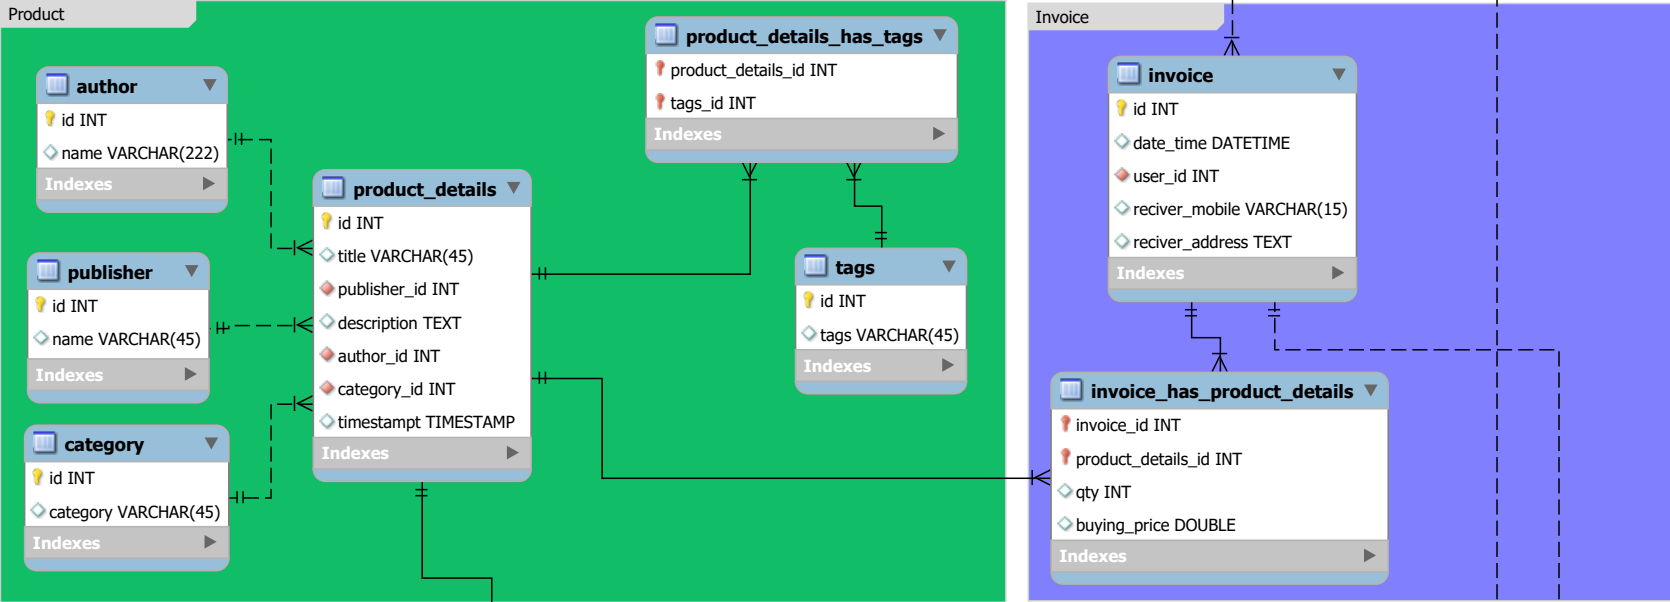 Product
author
id INT
name VARCHAR(222)
Indexes
publisher
id INT
name VARCHAR(45)
Indexes
category
id INT
category VARCHAR(45)
Indexes
product_details
id INT
title VARCHAR(45)
publisher_id INT
description TEXT
author_id INT
category_id INT
timestampt TIMESTAMP
Indexes
product_details_has_tags
product_details_id INT
tags_id INT
Indexes
tags
id INT
tags VARCHAR(45)
Indexes
Invoice
invoice
id INT
date_time DATETIME
user_id INT
reciver_mobile VARCHAR(15)
reciver_address TEXT
Indexes
invoice_has_product_details
invoice_id INT
product_details_id INT
qty INT
buying_price DOUBLE
Indexes